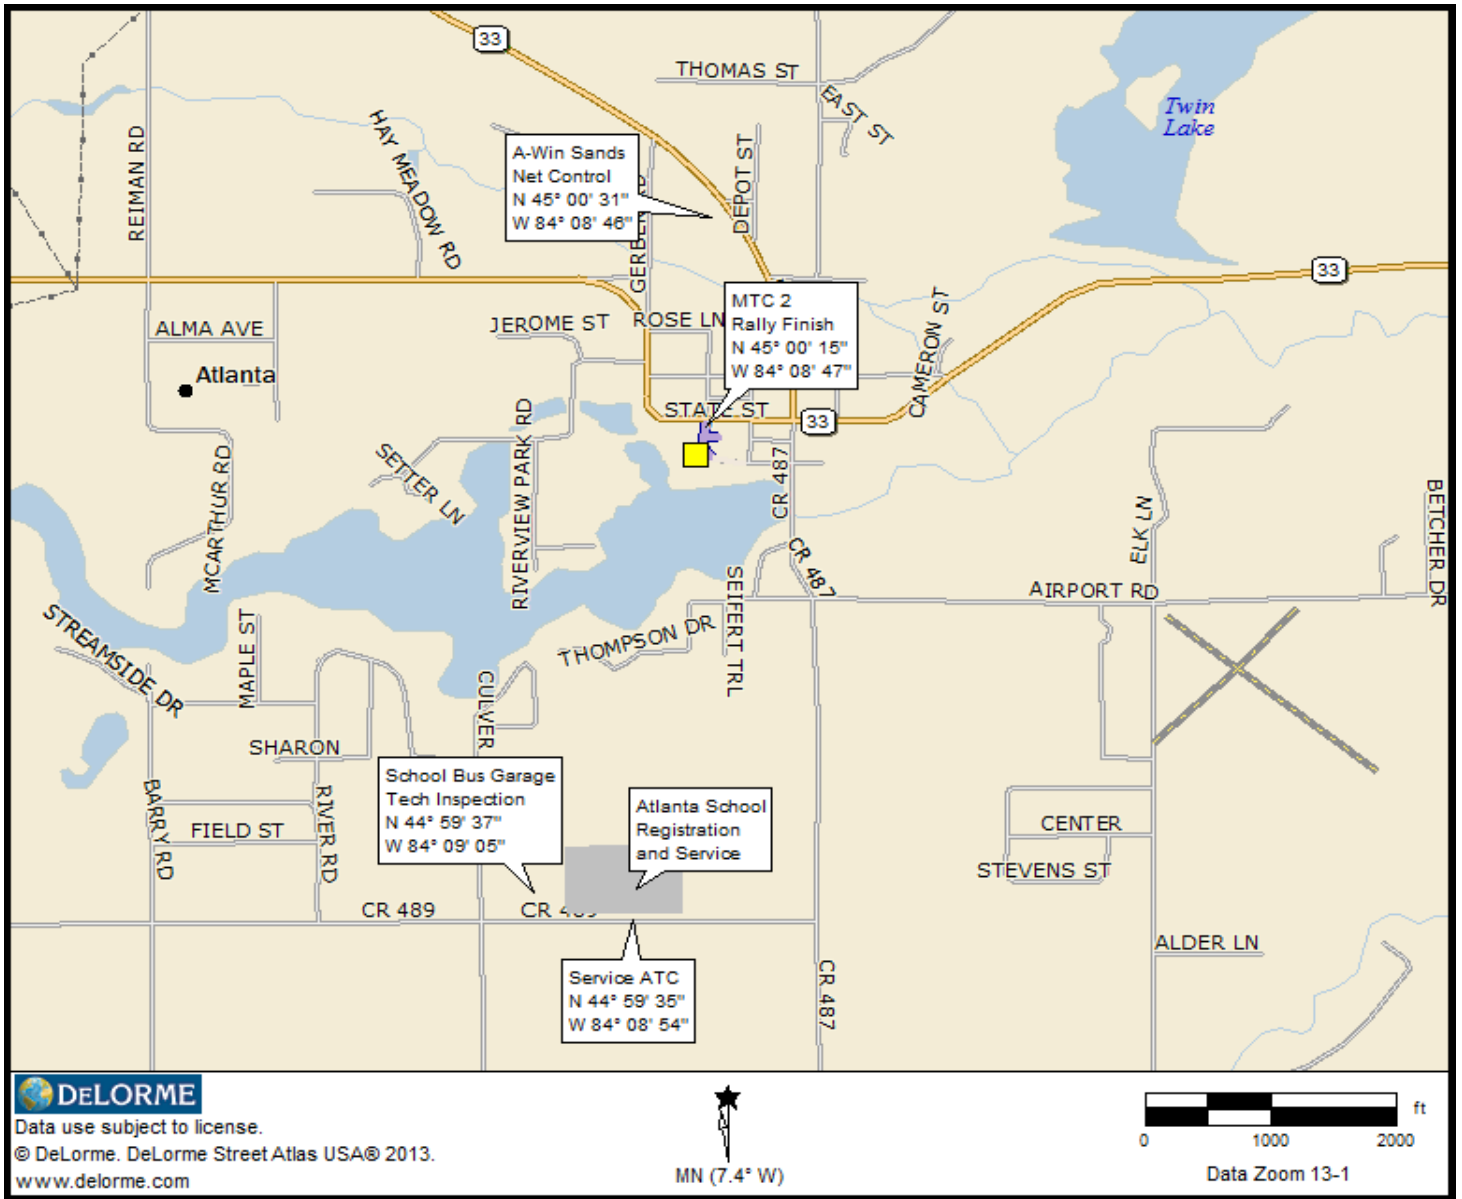 33
THOMAS ST
EAST ST
Twin
Lake
REIMAN RD
HAY MEADOW RD
A-Win Sands
Net Control
N 45° 00' 31"
W 84° 08' 46"
DEPOT ST
33
MTC 2
Rally Finish
N 45° 00' 15"
W 84° 08' 47"
ALMA AVE
JEROME ST
ROSE LN
CAMERON ST
Atlanta
STATE ST
33
SETTER LN
RIVERVIEW PARK RD
MCARTHUR RD
CR 487
ELK LN
BETCHER DR
CR 487
AIRPORT RD
STREAMSIDE DR
MAPLE ST
THOMPSON DR
SEIFERT TRL
CULVER
SHARON
School Bus Garage
Tech Inspection
N 44° 59' 37"
W 84° 09' 05"
Atlanta School
Registration
and Service
BARRY RD
FIELD ST
RIVER RD
CENTER
STEVENS ST
CR 489
CR 489
ALDER LN
Service ATC
N 44° 59' 35"
W 84° 08' 54"
CR 487
DELORME
Data use subject to license.
© DeLorme. DeLorme Street Atlas USA® 2013.
www.delorme.com
MN (7.4° W)
ft
0 1000 2000
Data Zoom 13-1